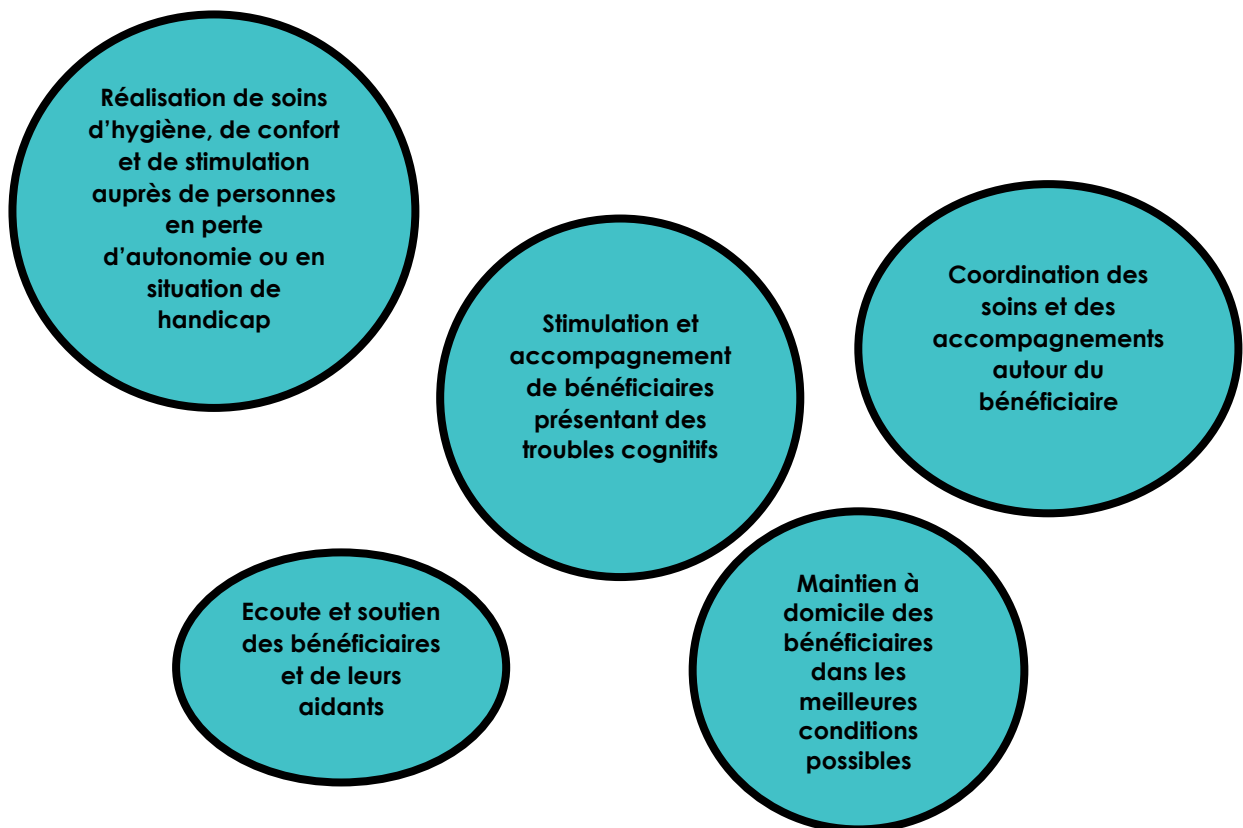 Réalisation de soins
d’hygiène, de confort
et de stimulation
auprès de personnes
en perte
d’autonomie ou en
situation de
handicap
Stimulation et
accompagnement
de bénéficiaires
présentant des
troubles cognitifs
Coordination des
soins et des
accompagnements
autour du
bénéficiaire
Ecoute et soutien
des bénéficiaires
et de leurs
aidants
Maintien à
domicile des
bénéficiaires
dans les
meilleures
conditions
possibles